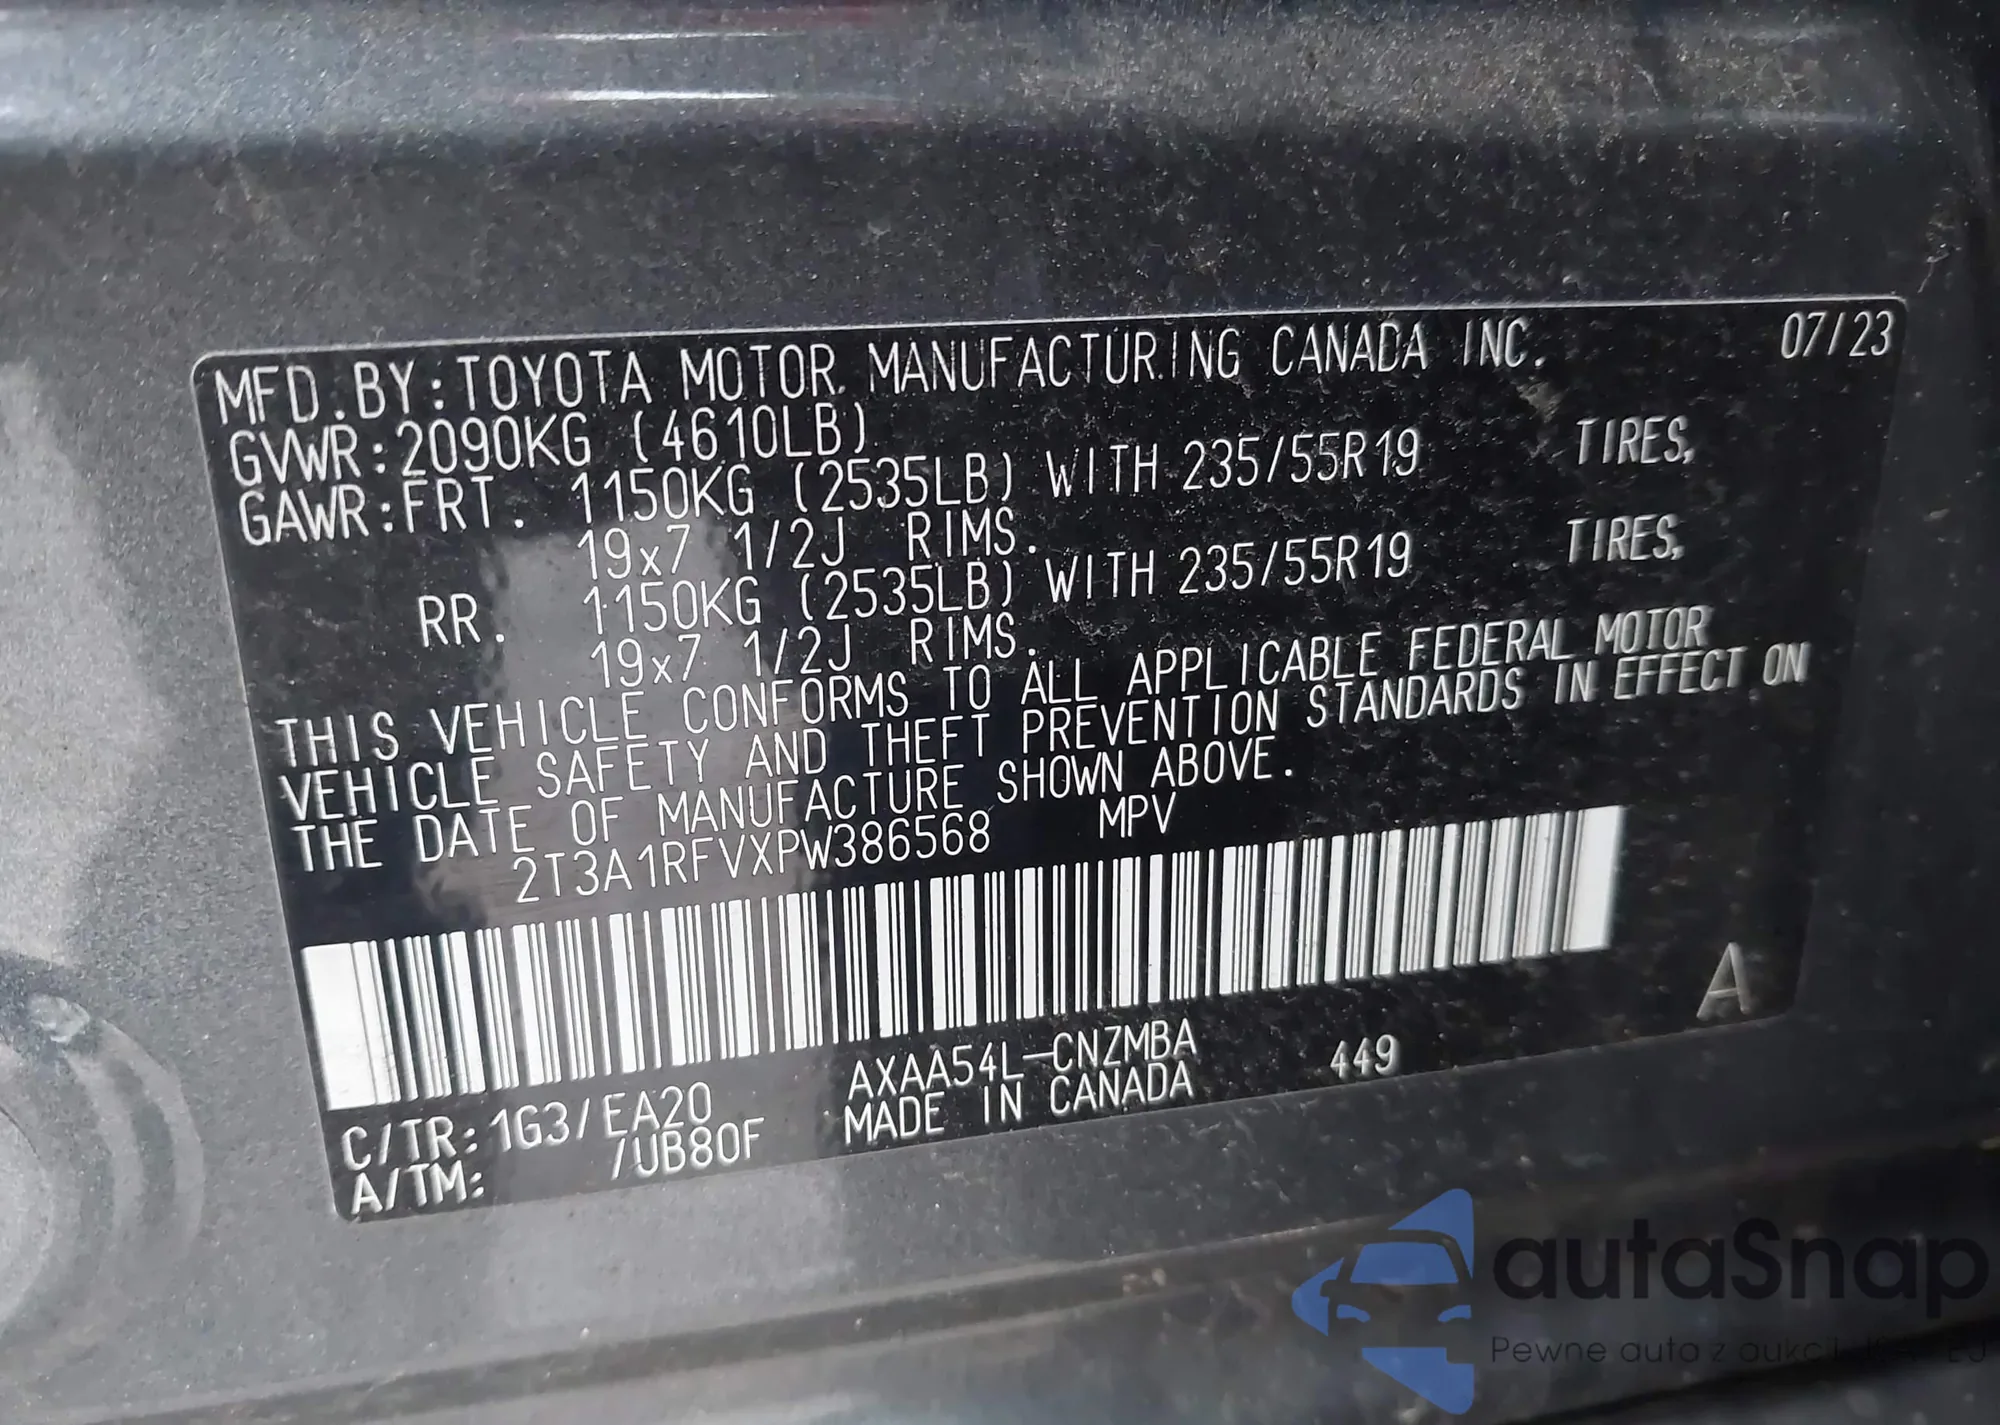 MFD.BY:TOYOTA MOTOR MANUFACTURING CANADA INC. 07/23
GVWR:2090KG (4610LB)
GAWR:FRT. 1150KG (2535LB) WITH 235/55R19 TIRES,
19x7 1/2J RIMS.
RR. 1150KG (2535LB) WITH 235/55R19 TIRES,
19x7 1/2J RIMS.
THIS VEHICLE CONFORMS TO ALL APPLICABLE FEDERAL MOTOR
VEHICLE SAFETY AND THEFT PREVENTION STANDARDS IN EFFECT ON
THE DATE OF MANUFACTURE SHOWN ABOVE.
2T3A1RFVXPW386568 MPV
A
C/TR:1G3/EA20 AXAA54L-CNZMBA 449
A/TM: /UB80F MADE IN CANADA
autaSnap
Pewne auta z aukcji